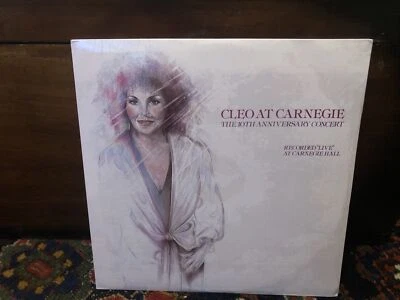 CLEO AT CARNEGIE
THE 10TH ANNIVERSARY CONCERT
RECORDED "LIVE"
AT CARNEGIE HALL